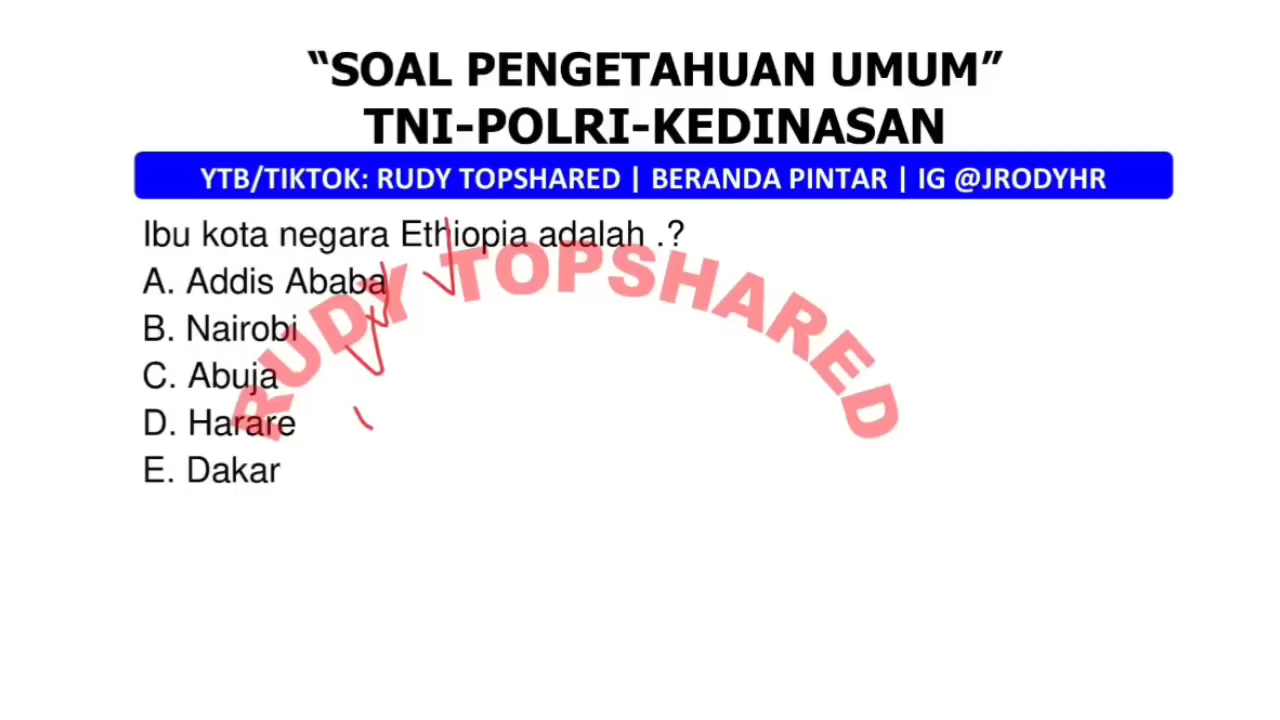 “SOAL PENGETAHUAN UMUM”
TNI-POLRI-KEDINASAN
YTB/TIKTOK: RUDY TOPSHARED | BERANDA PINTAR | IG @JRODYHR
Ibu kota negara Ethiopia adalah .?
A. Addis Ababa
B. Nairobi
C. Abuja
D. Harare
E. Dakar
RUDY TOPSHARED